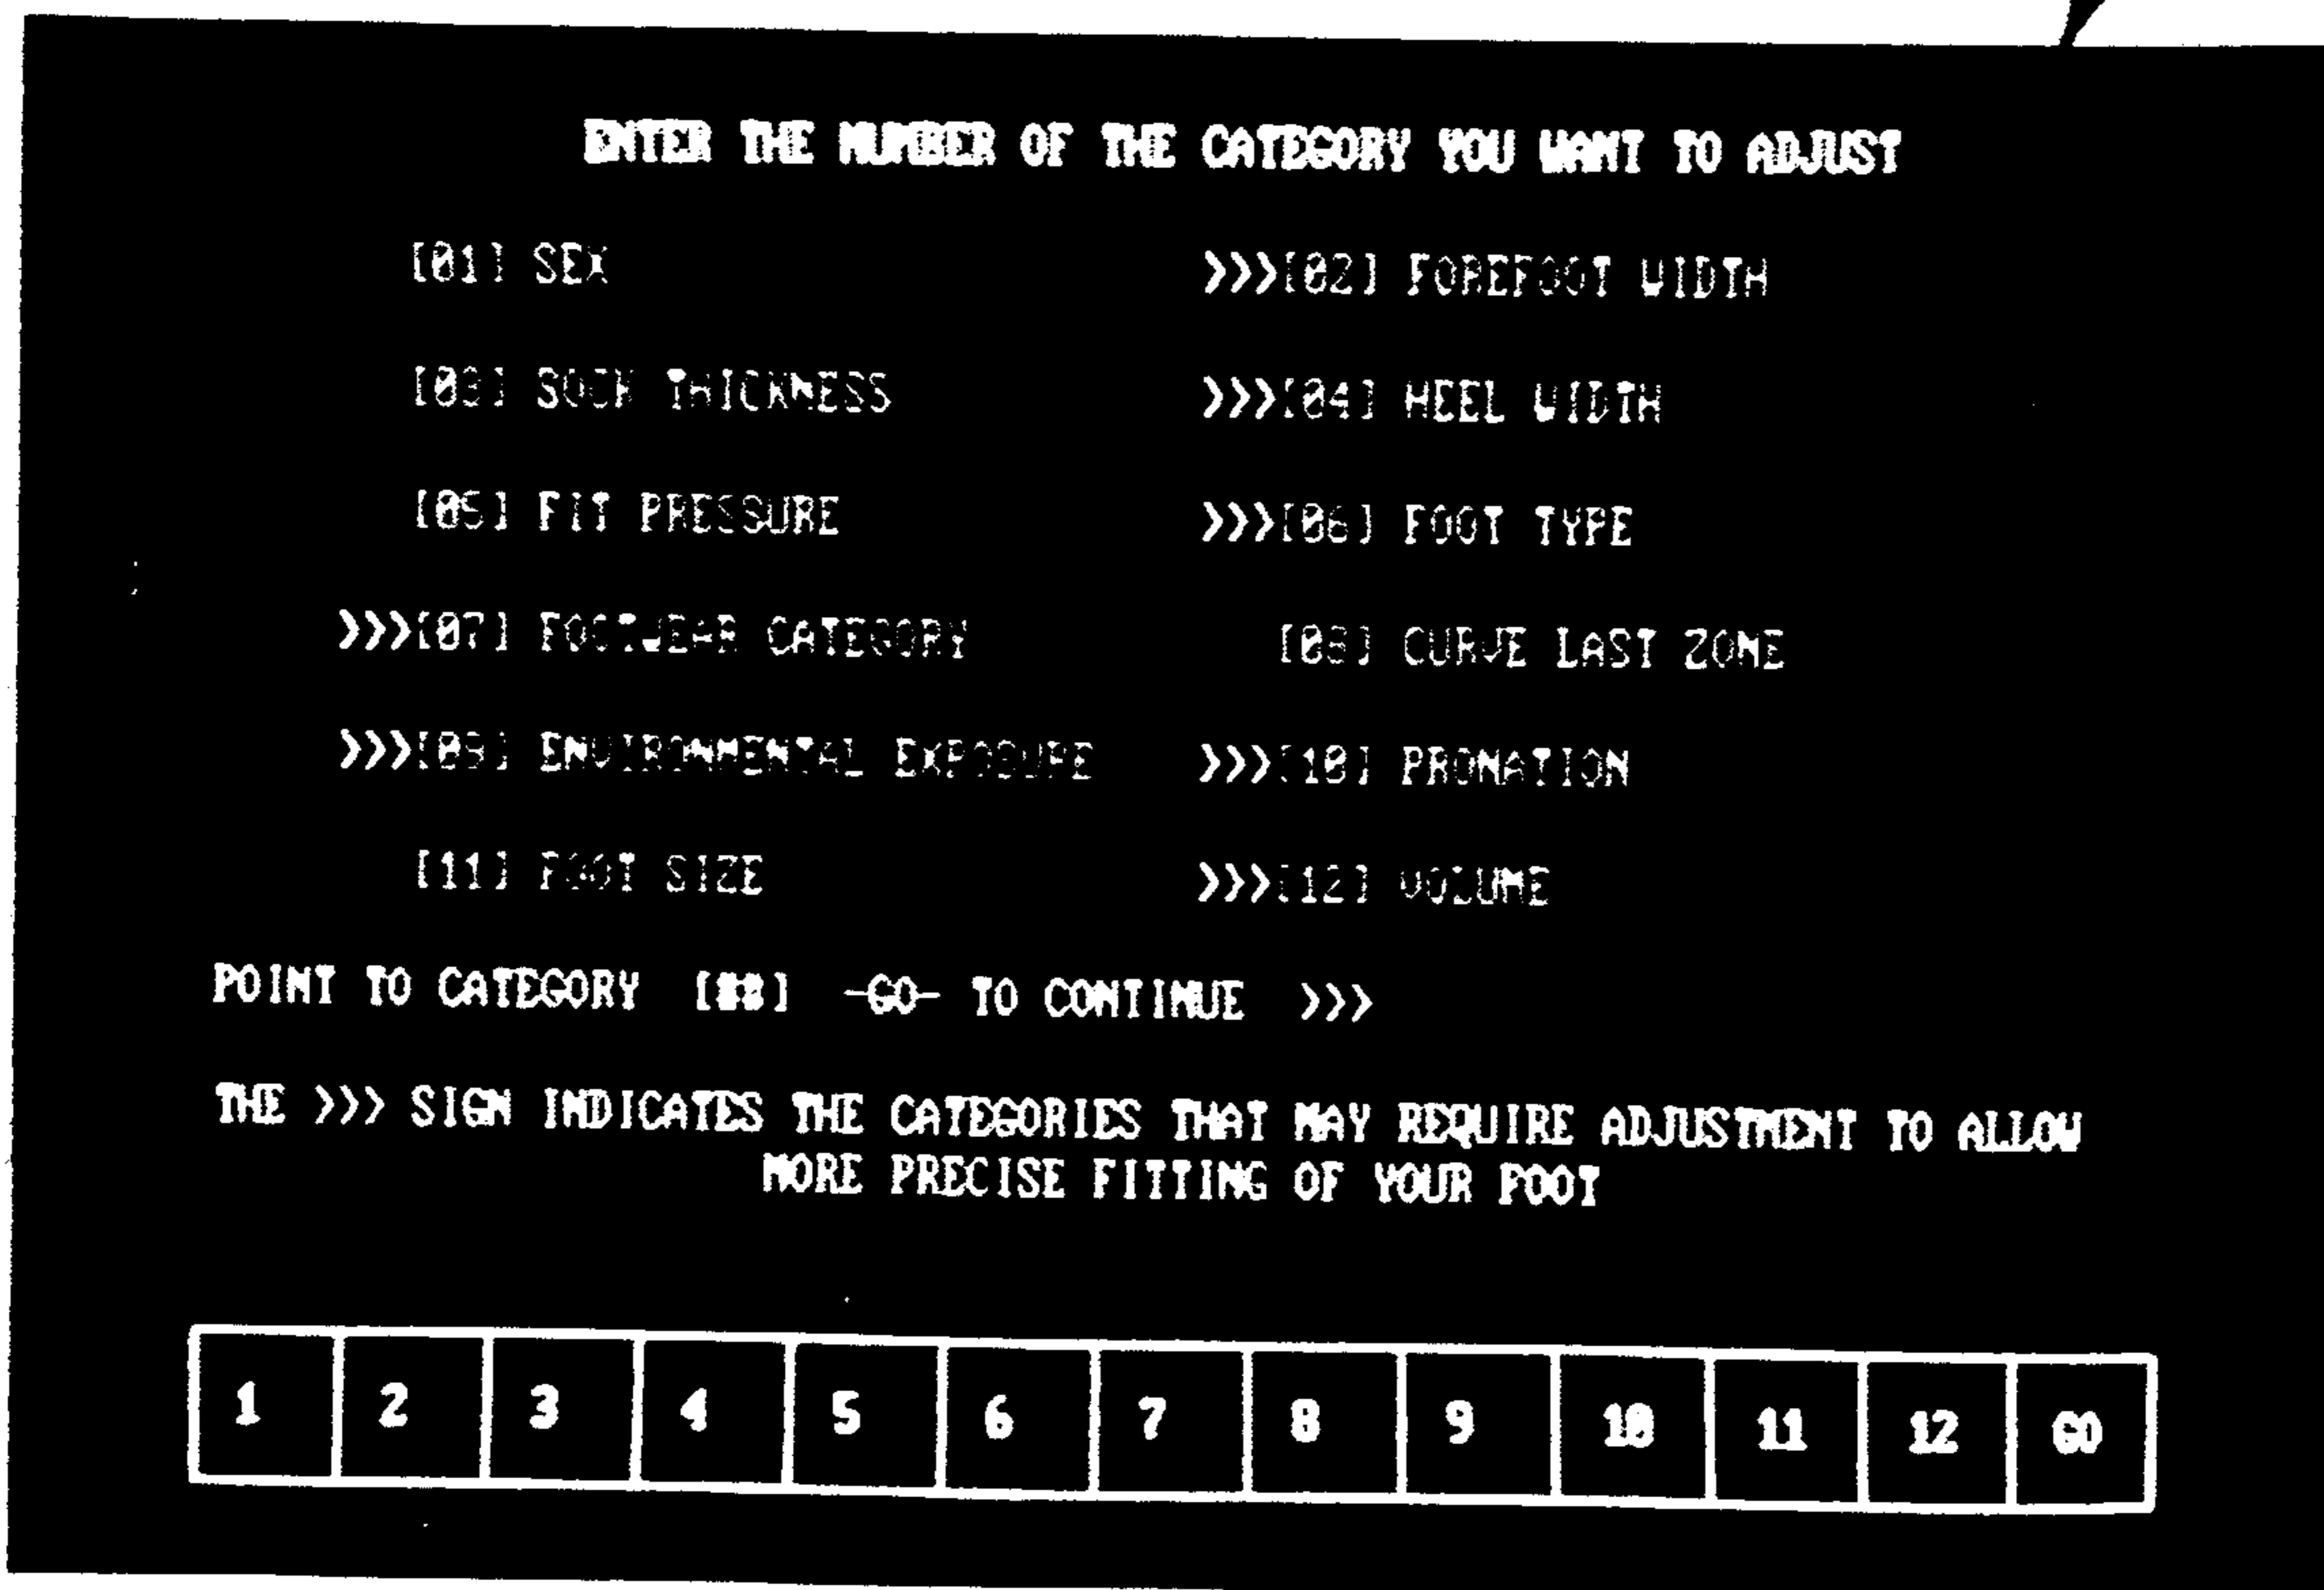 ENTER THE NUMBER OF THE CATEGORY YOU WANT TO ADJUST
[01] SEX >>>[02] FOREFOOT WIDTH
[03] SOCK THICKNESS >>>[04] HEEL WIDTH
[05] FIT PRESSURE >>>[06] FOOT TYPE
>>>[07] FOOTWEAR CATEGORY [08] CURVE LAST ZONE
>>>[09] ENVIRONMENTAL EXPOSURE >>>[10] PRONATION
[11] FOOT SIZE >>>[12] VOLUME
POINT TO CATEGORY -GO- TO CONTINUE >>>
THE >>> SIGN INDICATES THE CATEGORIES THAT MAY REQUIRE ADJUSTMENT TO ALLOW
MORE PRECISE FITTING OF YOUR FOOT
1 2 3 4 5 6 7 8 9 10 11 12 GO